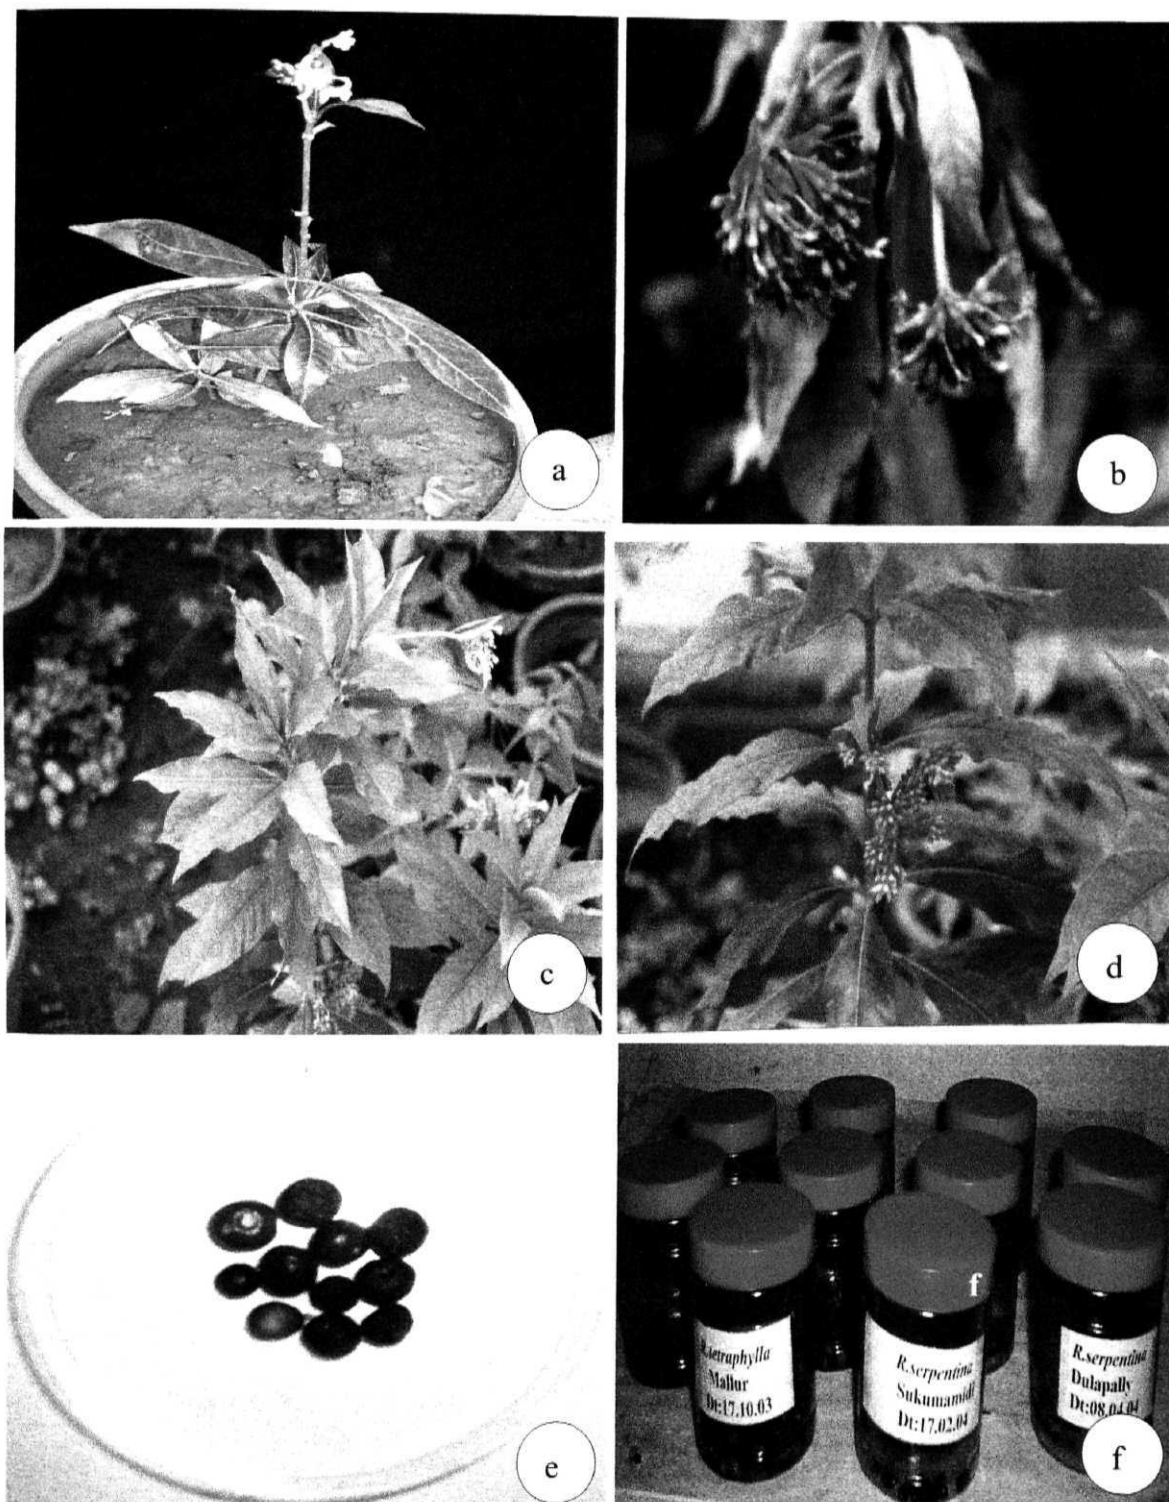 a
b
c
d
e
f
R.tetraphylla
Mallur
Dt:17.10.03
R.serpentina
Sukumamidi
Dt:17.02.04
R.serpentina
Dulapally
Dt:08.04.04
f